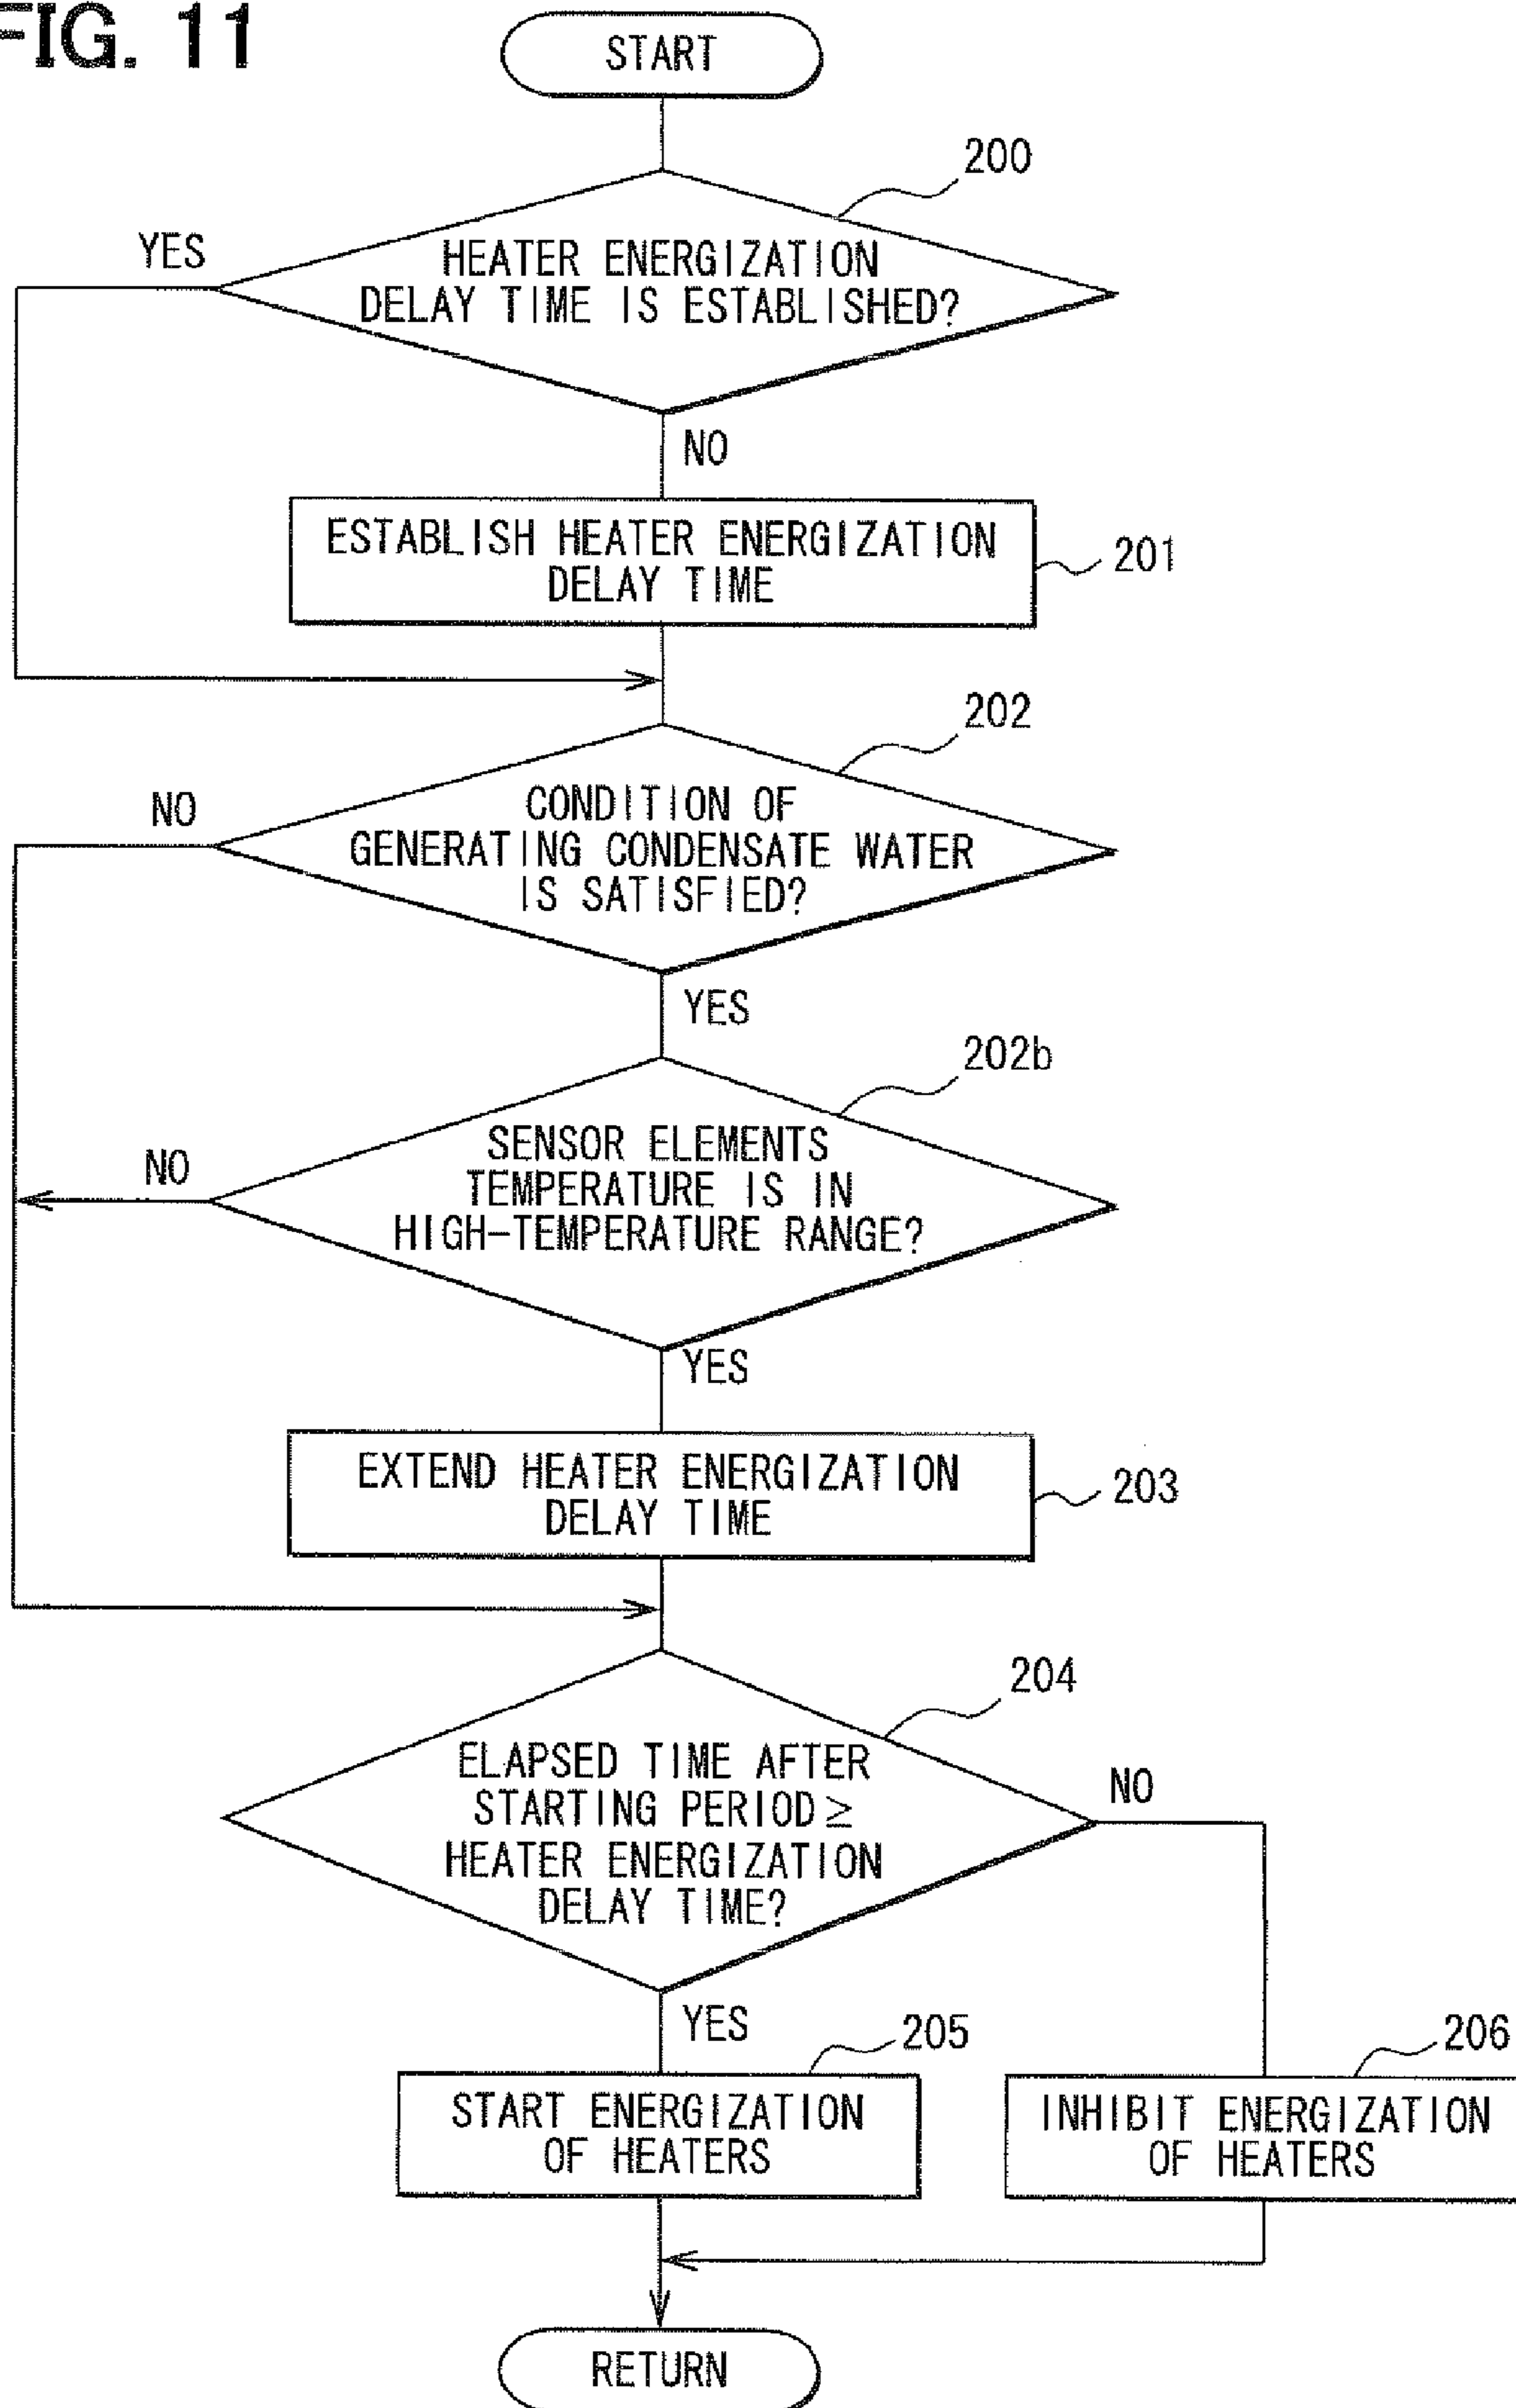 FIG. 11
START
200
YES
HEATER ENERGIZATION
DELAY TIME IS ESTABLISHED?
NO
ESTABLISH HEATER ENERGIZATION
DELAY TIME
201
202
NO
CONDITION OF
GENERATING CONDENSATE WATER
IS SATISFIED?
YES
202b
NO
SENSOR ELEMENTS
TEMPERATURE IS IN
HIGH-TEMPERATURE RANGE?
YES
EXTEND HEATER ENERGIZATION
DELAY TIME
203
204
ELAPSED TIME AFTER
STARTING PERIOD ≥
HEATER ENERGIZATION
DELAY TIME?
NO
YES
205
206
START ENERGIZATION
OF HEATERS
INHIBIT ENERGIZATION
OF HEATERS
RETURN